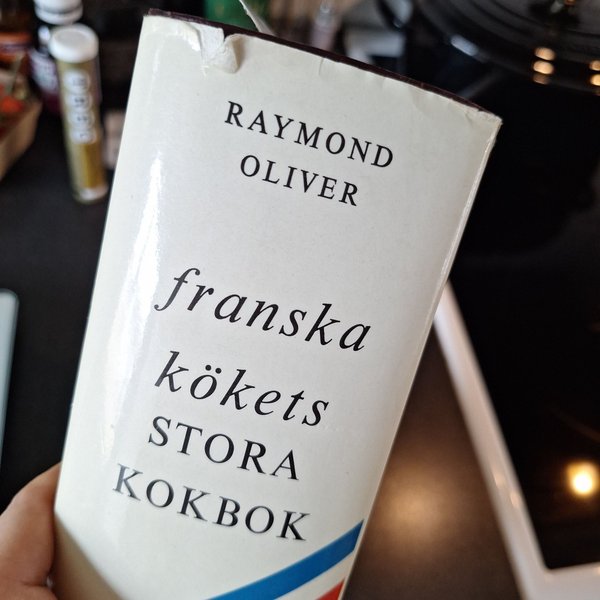 RAYMOND
OLIVER
franska
kökets
STORA
KOKBOK